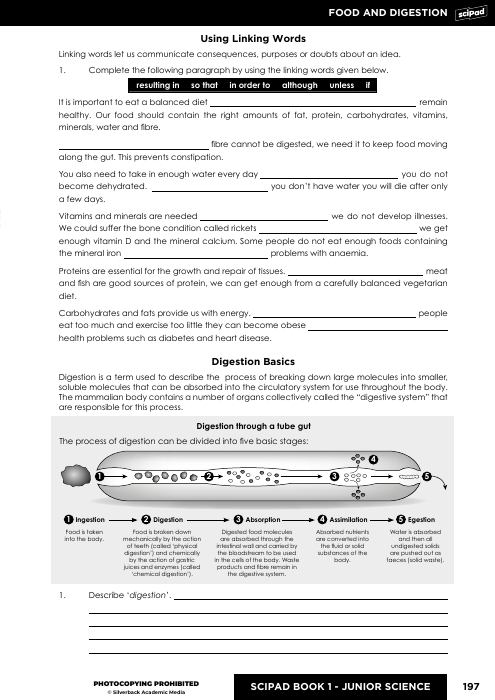 FOOD AND DIGESTION scipad
Using Linking Words
Linking words let us communicate consequences, purposes or doubts about an idea.
1. Complete the following paragraph by using the linking words given below.
resulting in so that in order to although unless if
It is important to eat a balanced diet remain
healthy. Our food should contain the right amounts of fat, protein, carbohydrates, vitamins,
minerals, water and fibre.
fibre cannot be digested, we need it to keep food moving
along the gut. This prevents constipation.
You also need to take in enough water every day you do not
become dehydrated. you don't have water you will die after only
a few days.
Vitamins and minerals are needed we do not develop illnesses.
We could suffer the bone condition called rickets we get
enough vitamin D and the mineral calcium. Some people do not eat enough foods containing
the mineral iron problems with anaemia.
Proteins are essential for the growth and repair of tissues. meat
and fish are good sources of protein, we can get enough from a carefully balanced vegetarian
diet.
Carbohydrates and fats provide us with energy. people
eat too much and exercise too little they can become obese
health problems such as diabetes and heart disease.
Digestion Basics
Digestion is a term used to describe the process of breaking down large molecules into smaller,
soluble molecules that can be absorbed into the circulatory system for use throughout the body.
The mammalian body contains a number of organs collectively called the "digestive system" that
are responsible for this process.
Digestion through a tube gut
The process of digestion can be divided into five basic stages:
1 2 3 4 5
1 Ingestion 2 Digestion 3 Absorption 4 Assimilation 5 Egestion
Food is taken
into the body.
Food is broken down
mechanically by the action
of teeth (called 'physical
digestion') and chemically
by the action of gastric
juices and enzymes (called
'chemical digestion').
Digested food molecules
are absorbed through the
intestinal wall and carried by
the bloodstream to be used
in the cells of the body. Waste
products and fibre remain in
the digestive system.
Absorbed nutrients
are converted into
the fluid or solid
substances of the
body.
Water is absorbed
and then all
undigested solids
are pushed out as
faeces (solid waste).
1. Describe 'digestion'.
PHOTOCOPYING PROHIBITED
© Silverback Academic Media
SCIPAD BOOK 1 - JUNIOR SCIENCE 197